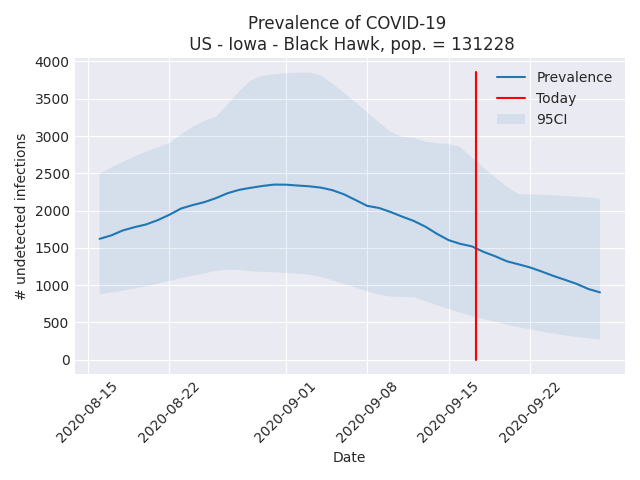 Prevalence of COVID-19
US - Iowa - Black Hawk, pop. = 131228
# undetected infections
4000
3500
3000
2500
2000
1500
1000
500
0
Prevalence
Today
95CI
2020-08-15
2020-08-22
2020-09-01
2020-09-08
2020-09-15
2020-09-22
Date